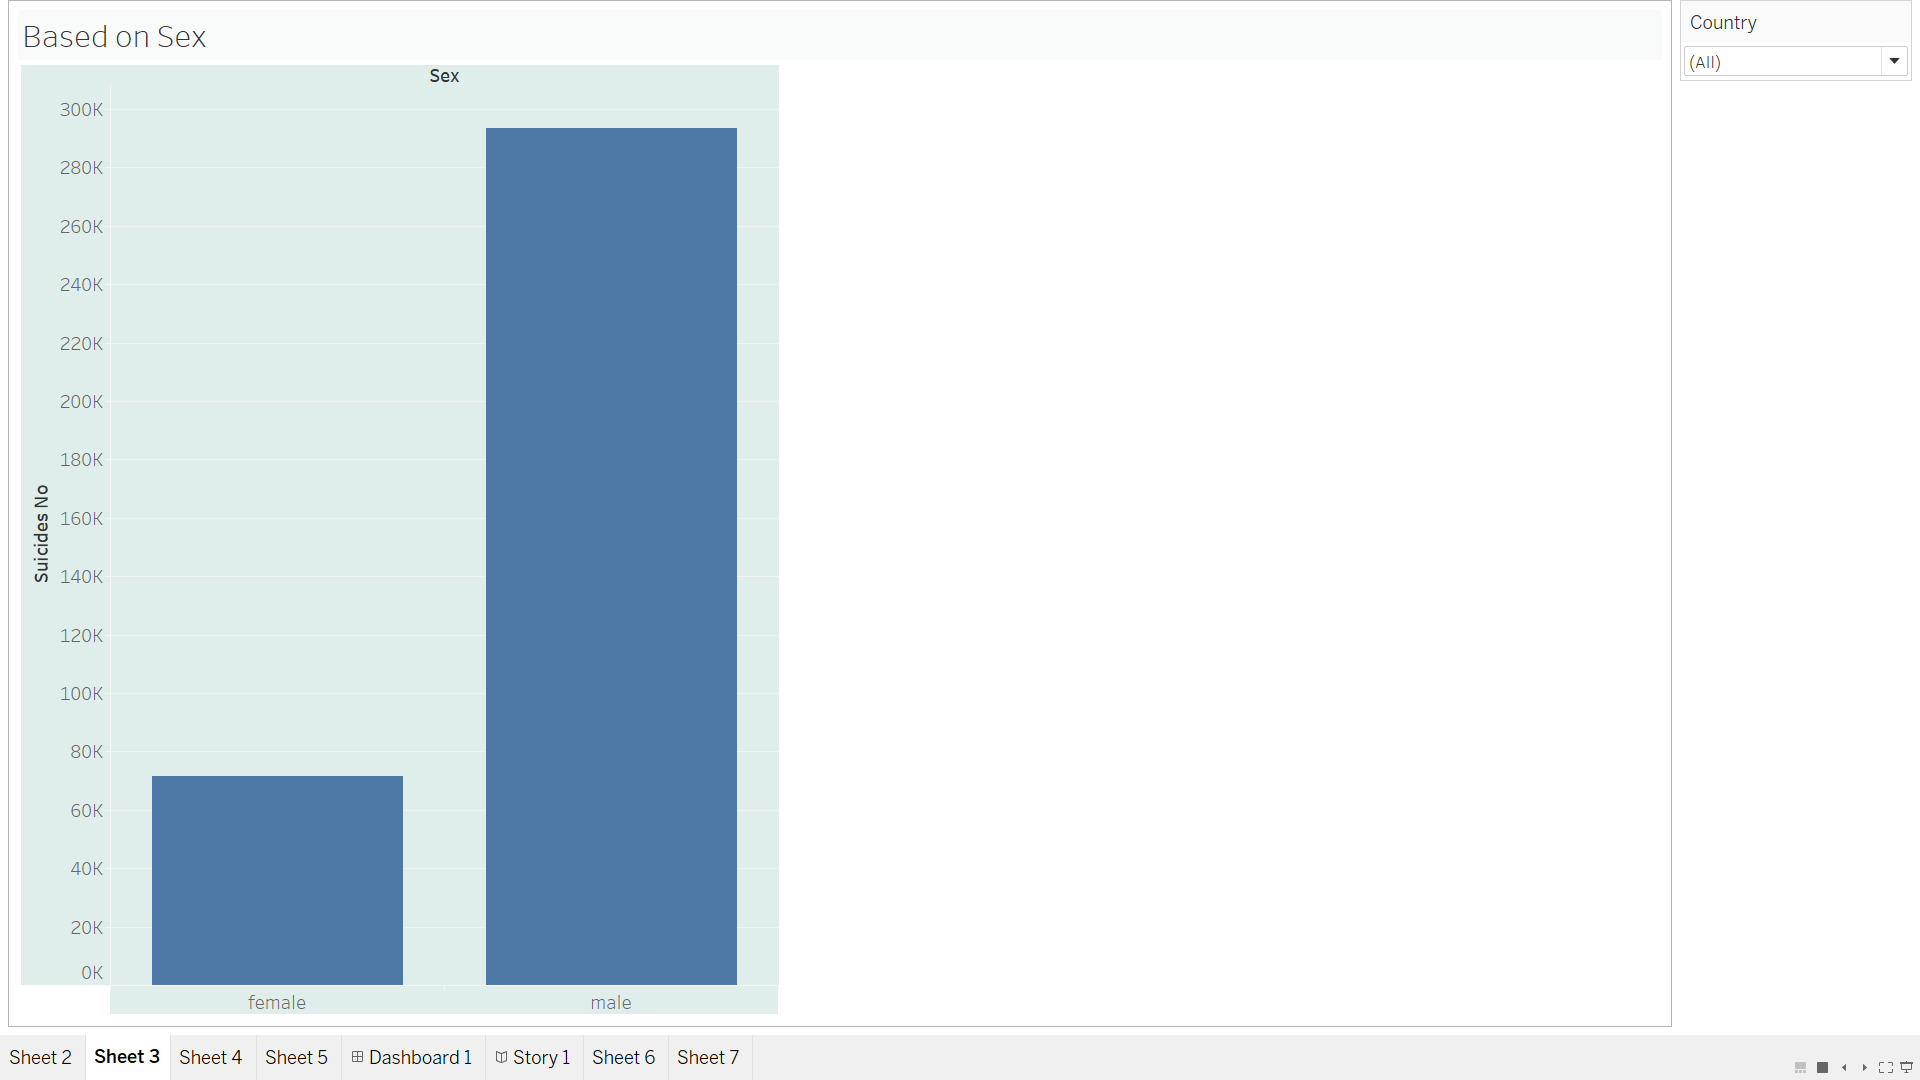 Based on Sex
Country
(All)
Sex
300K
280K
260K
240K
220K
200K
180K
160K
140K
120K
100K
80K
60K
40K
20K
0K
Suicides No
female
male
Sheet 2
Sheet 3
Sheet 4
Sheet 5
Dashboard 1
Story 1
Sheet 6
Sheet 7